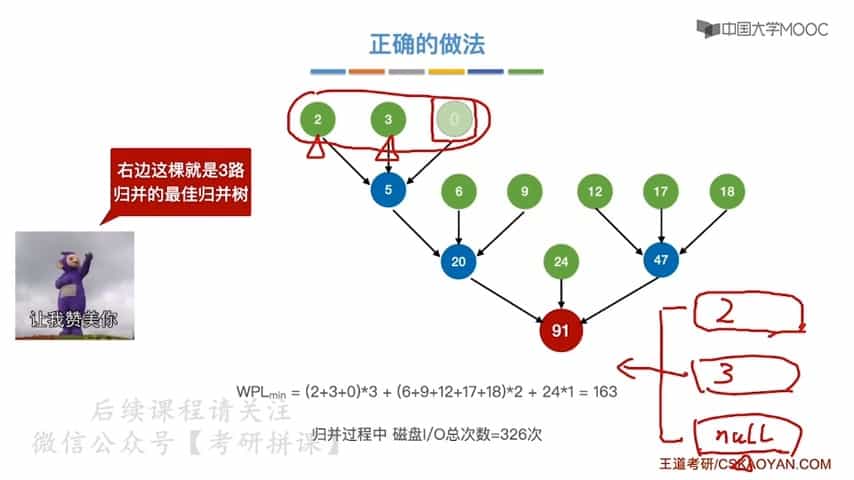 中国大学MOOC
正确的做法
2 3 0
右边这棵就是3路
归并的最佳归并树
5 6 9 12 17 18
20 24 47
让我赞美你
91
2
3
null
WPLmin = (2+3+0)*3 + (6+9+12+17+18)*2 + 24*1 = 163
后续课程请关注
归并过程中 磁盘I/O总次数=326次
微信公众号【考研拼课】
王道考研/CSKAOYAN.COM